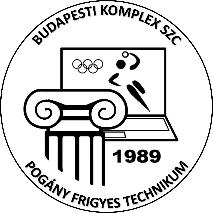 BUDAPESTI KOMPLEX SZC
1989
POGÁNY FRIGYES TECHNIKUM